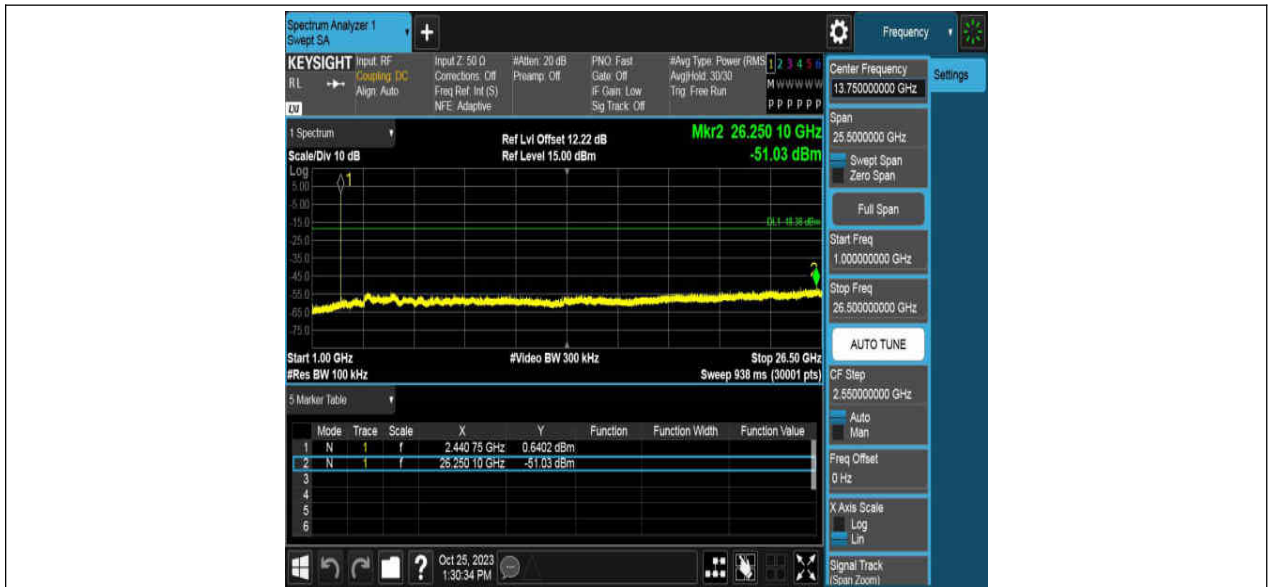 Spectrum Analyzer 1
Swept SA
+
Frequency
KEYSIGHT
RL
LXI
Input: RF
Coupling: DC
Align: Auto
Input Z: 50 Ω
Corrections: Off
Freq Ref: Int (S)
NFE: Adaptive
#Atten: 20 dB
Preamp: Off
PNO: Fast
Gate: Off
IF Gain: Low
Sig Track: Off
#Avg Type: Power (RMS
Avg|Hold: 30/30
Trig: Free Run
1 2 3 4 5 6
M W W W W W
P P P P P P
Center Frequency
13.750000000 GHz
Settings
Span
25.5000000 GHz
Swept Span
Zero Span
Full Span
Start Freq
1.000000000 GHz
Stop Freq
26.500000000 GHz
AUTO TUNE
CF Step
2.550000000 GHz
Auto
Man
Freq Offset
0 Hz
X Axis Scale
Log
Lin
Signal Track
(Span Zoom)
1 Spectrum
Scale/Div 10 dB
Ref Lvl Offset 12.22 dB
Ref Level 15.00 dBm
Mkr2 26.250 10 GHz
-51.03 dBm
Log
5.00
-5.00
-15.0
-25.0
-35.0
-45.0
-55.0
-65.0
-75.0
1
2
Start 1.00 GHz
#Res BW 100 kHz
#Video BW 300 kHz
Stop 26.50 GHz
Sweep 938 ms (30001 pts)
5 Marker Table
Mode Trace Scale X Y Function Function Width Function Value
1 N 1 f 2.440 75 GHz 0.6402 dBm
2 N 1 f 26.250 10 GHz -51.03 dBm
3
4
5
6
?
Oct 25, 2023
1:30:34 PM